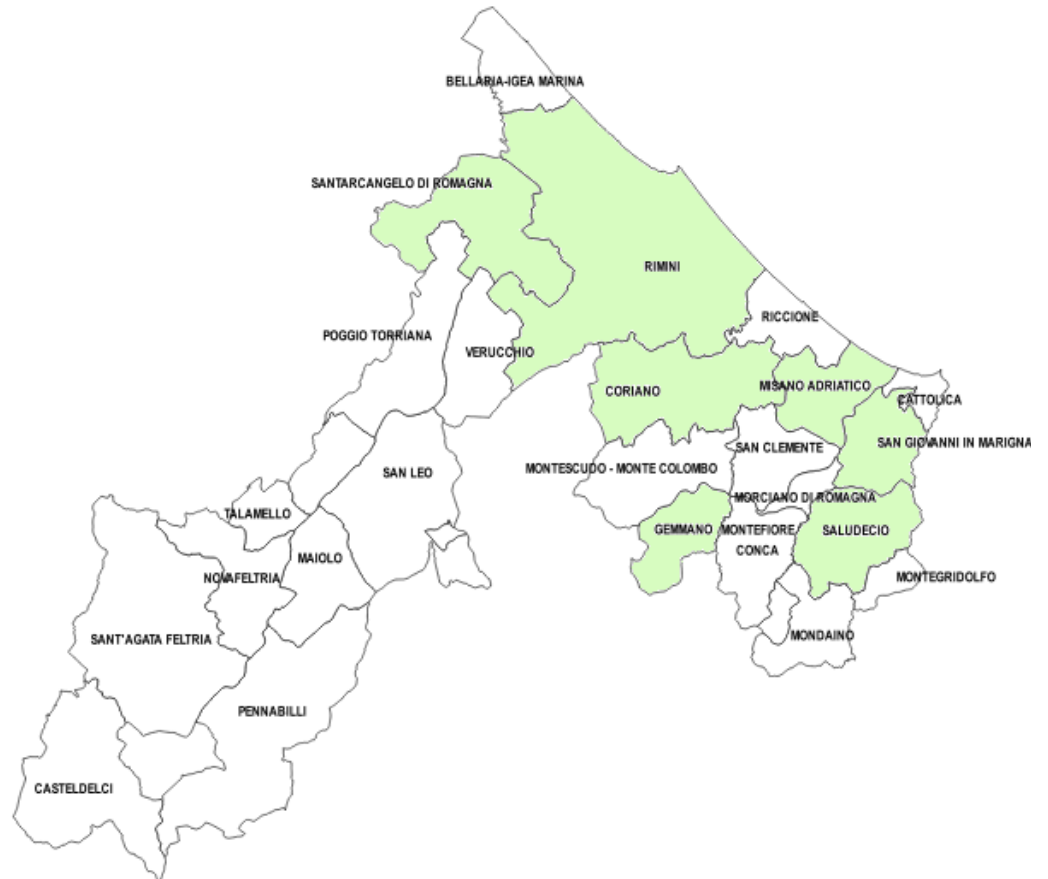 BELLARIA-IGEA MARINA
SANTARCANGELO DI ROMAGNA
RIMINI
RICCIONE
POGGIO TORRIANA
VERUCCHIO
CORIANO
MISANO ADRIATICO
CATTOLICA
SAN GIOVANNI IN MARIGNA
SAN CLEMENTE
MONTESCUDO - MONTE COLOMBO
SAN LEO
MORCIANO DI ROMAGNA
TALAMELLO
GEMMANO
MONTEFIORE
CONCA
SALUDECIO
MAIOLO
NOVAFELTRIA
MONTEGRIDOLFO
SANT'AGATA FELTRIA
MONDAINO
PENNABILLI
CASTELDELCI